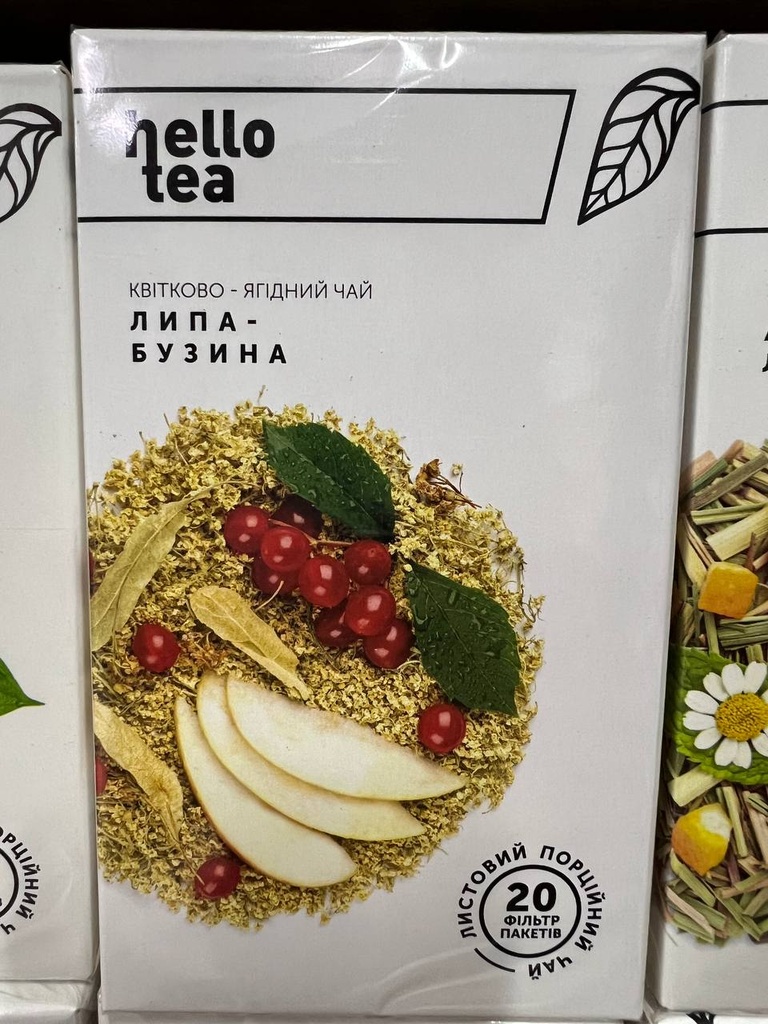 hello
tea
КВІТКОВО - ЯГІДНИЙ ЧАЙ
ЛИПА-
БУЗИНА
ЛИСТОВИЙ ПОРЦІЙНИЙ ЧАЙ
20
ФІЛЬТР
ПАКЕТІВ